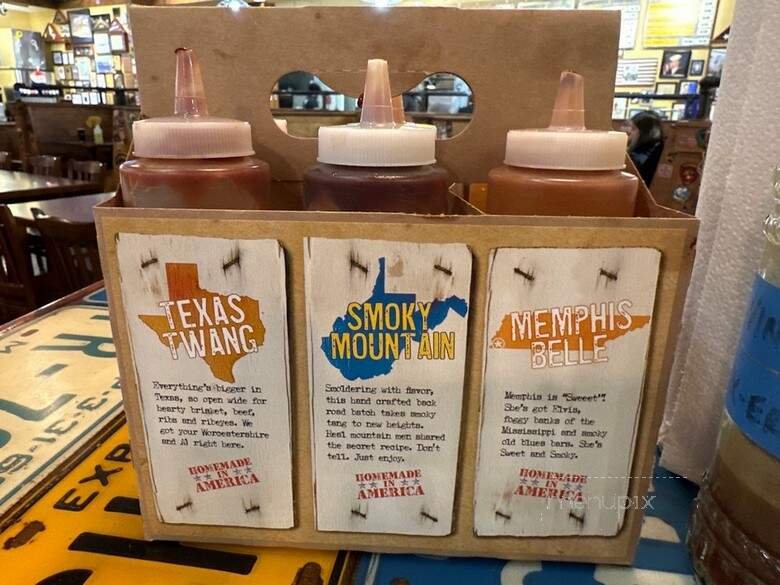 TEXAS
TWANG
Everything's bigger in
Texas, so open wide for
hearty brisket, beef,
ribs and ribeyes. We
got your Worcestershire
and AJ right here.
HOMEMADE
IN
AMERICA
SMOKY
MOUNTAIN
Smoldering with flavor,
this hand crafted back
road batch takes smoky
tang to new heights.
Real mountain men shared
the secret recipe. Don't
tell. Just enjoy.
HOMEMADE
IN
AMERICA
MEMPHIS
BELLE
Memphis is "Sweeet"!
She's got Elvis,
foggy banks of the
Mississippi and smoky
old blues bars. She's
Sweet and Smoky.
HOMEMADE
IN
AMERICA
menupix
EXP